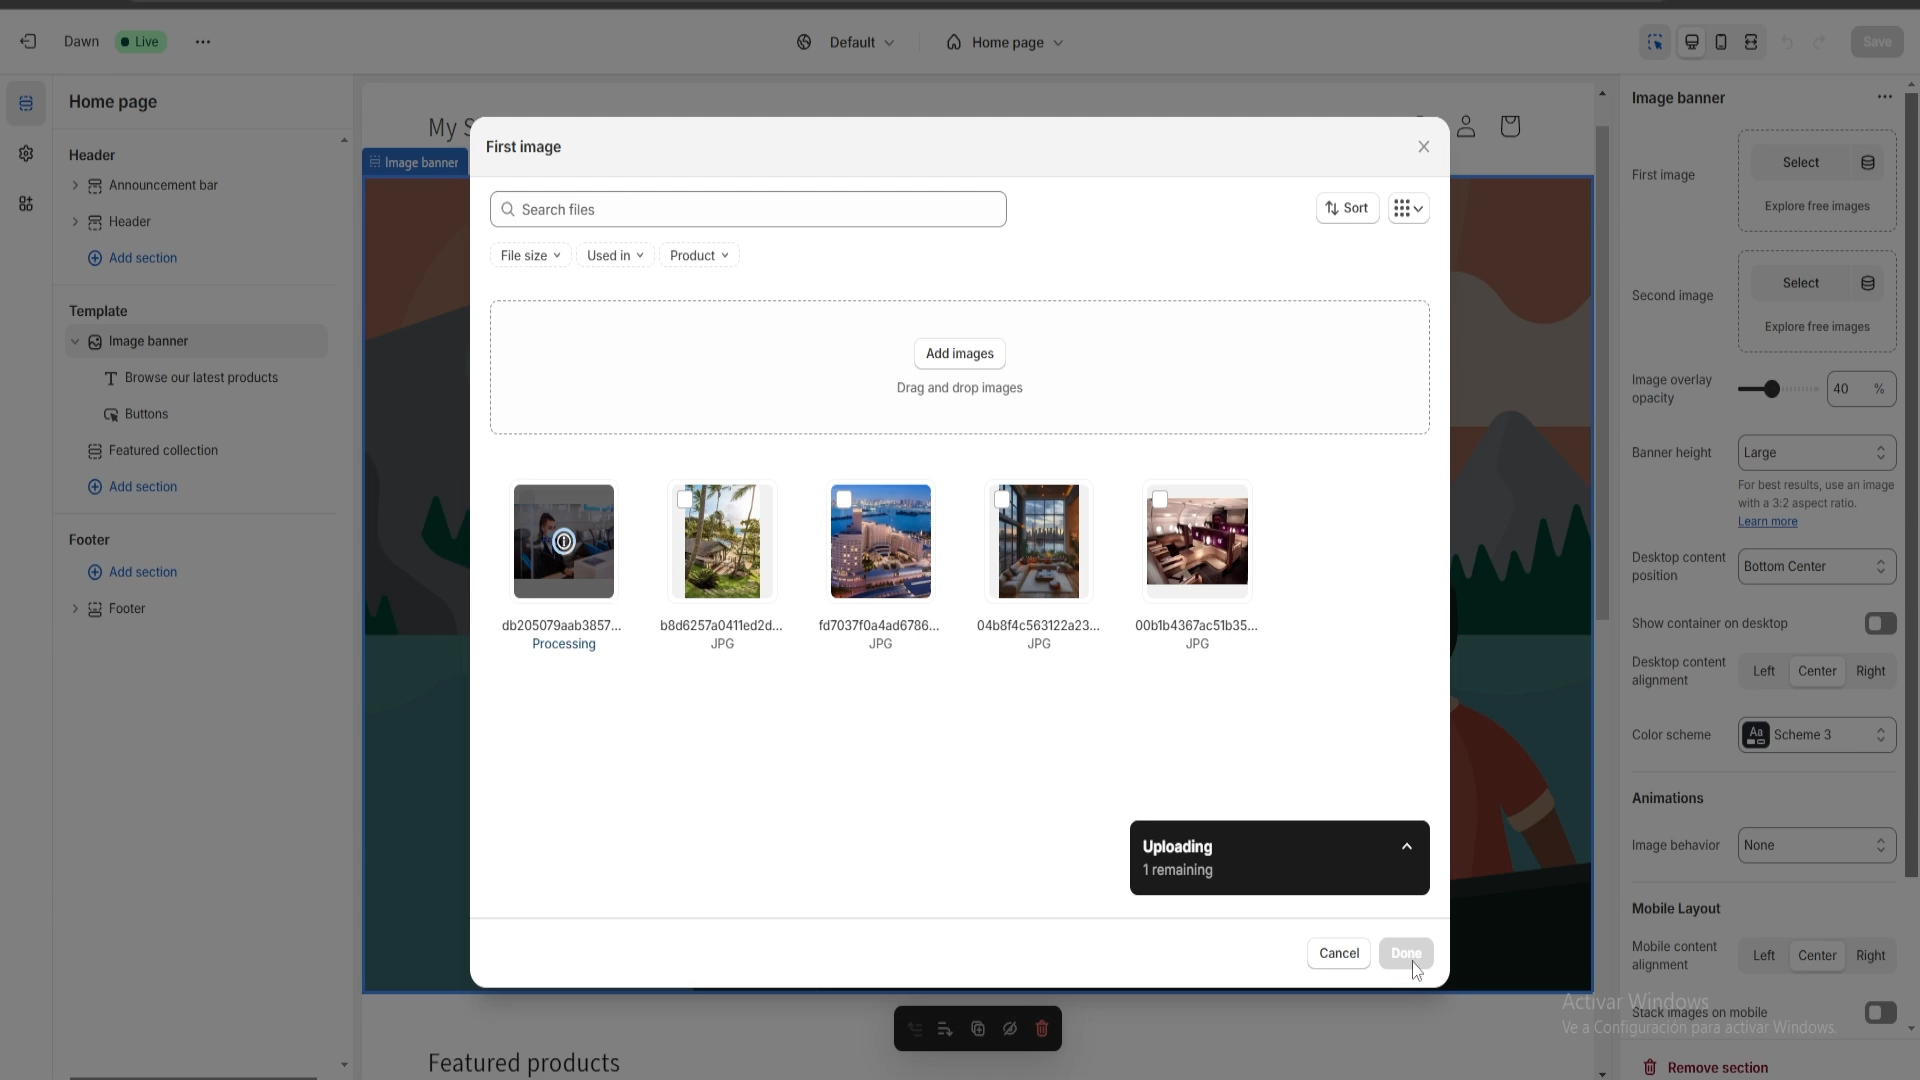 Dawn
Live
Default
Home page
Save
Home page
Header
Announcement bar
Header
Add section
Template
Image banner
Browse our latest products
Buttons
Featured collection
Add section
Footer
Add section
Footer
My S
Image banner
First image
Search files
Sort
File size
Used in
Product
Add images
Drag and drop images
db205079aab3857...
Processing
b8d6257a0411ed2d...
JPG
fd7037f0a4ad6786...
JPG
04b8f4c563122a23...
JPG
00b1b4367ac51b35...
JPG
Uploading
1 remaining
Cancel
Done
Featured products
Image banner
First image
Select
Explore free images
Second image
Select
Explore free images
Image overlay
opacity
40 %
Banner height
Large
For best results, use an image
with a 3:2 aspect ratio.
Learn more
Desktop content
position
Bottom Center
Show container on desktop
Desktop content
alignment
Left Center Right
Color scheme
Aa Scheme 3
Animations
Image behavior
None
Mobile Layout
Mobile content
alignment
Left Center Right
Stack images on mobile
Activar Windows
Ve a Configuración para activar Windows.
Remove section